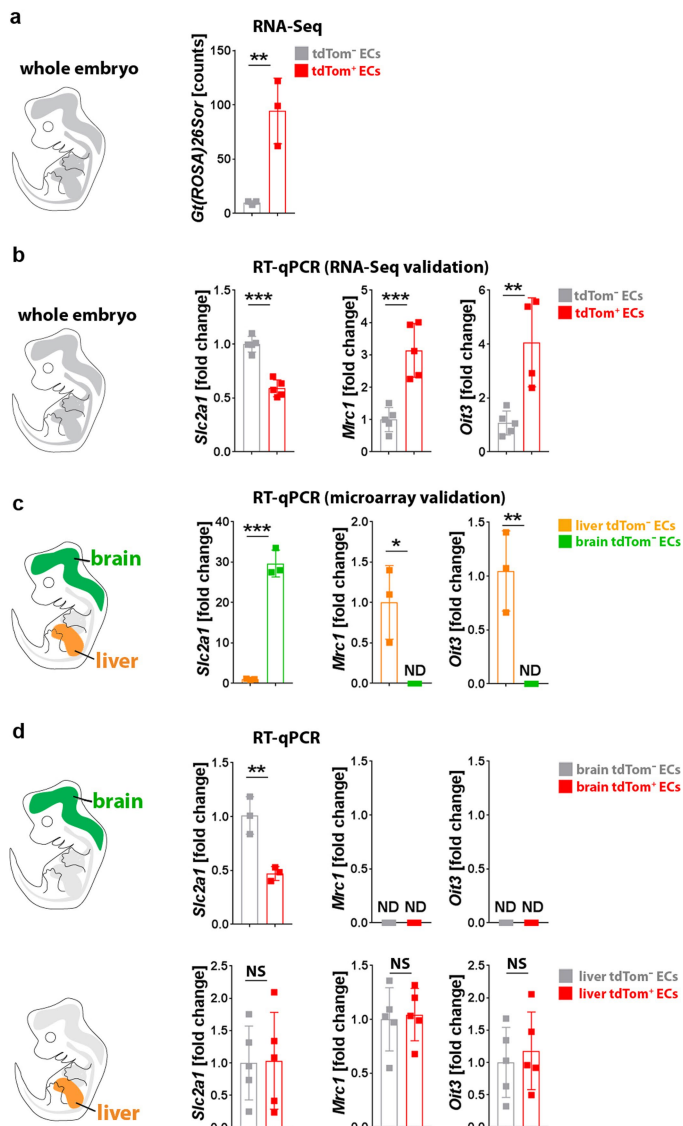 a
RNA-Seq
whole embryo
Gt(ROSA)26Sor [counts]
150
100
50
0
**
tdTom⁻ ECs
tdTom⁺ ECs
b
RT-qPCR (RNA-Seq validation)
whole embryo
Slc2a1 [fold change]
1.5
1.0
0.5
0.0
***
Mrc1 [fold change]
5
4
3
2
1
0
***
Oit3 [fold change]
6
4
2
0
**
tdTom⁻ ECs
tdTom⁺ ECs
c
RT-qPCR (microarray validation)
brain
liver
Slc2a1 [fold change]
40
30
20
10
0
***
Mrc1 [fold change]
2.0
1.5
1.0
0.5
0.0
*
ND
Oit3 [fold change]
1.5
1.0
0.5
0.0
**
ND
liver tdTom⁻ ECs
brain tdTom⁻ ECs
d
RT-qPCR
brain
Slc2a1 [fold change]
1.5
1.0
0.5
0.0
**
Mrc1 [fold change]
1.5
1.0
0.5
0.0
ND ND
Oit3 [fold change]
1.5
1.0
0.5
0.0
ND ND
brain tdTom⁻ ECs
brain tdTom⁺ ECs
liver
Slc2a1 [fold change]
2.5
2.0
1.5
1.0
0.5
0.0
NS
Mrc1 [fold change]
1.5
1.0
0.5
0.0
NS
Oit3 [fold change]
2.5
2.0
1.5
1.0
0.5
0.0
NS
liver tdTom⁻ ECs
liver tdTom⁺ ECs